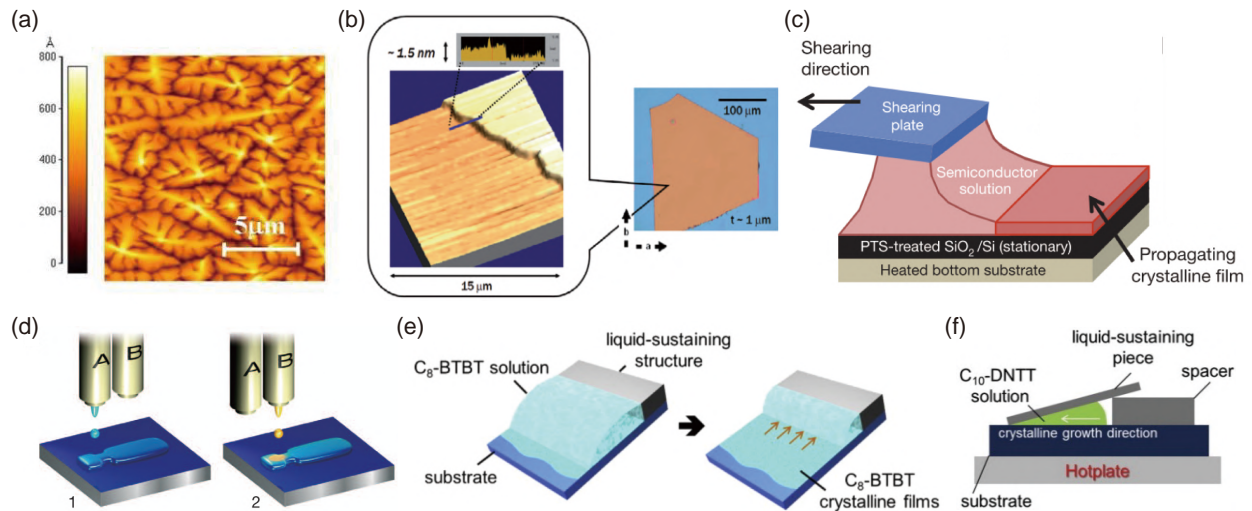 (a)
Å
800
600
400
200
0
5μm
(b)
~ 1.5 nm
15 μm
100 μm
t ~ 1 μm
b
a
(c)
Shearing
direction
Shearing
plate
Semiconductor
solution
PTS-treated SiO₂/Si (stationary)
Heated bottom substrate
Propagating
crystalline film
(d)
A
B
A
B
1
2
(e)
C₈-BTBT solution
liquid-sustaining
structure
substrate
C₈-BTBT
crystalline films
(f)
liquid-sustaining
piece
C₁₀-DNTT
solution
spacer
crystalline growth direction
Hotplate
substrate